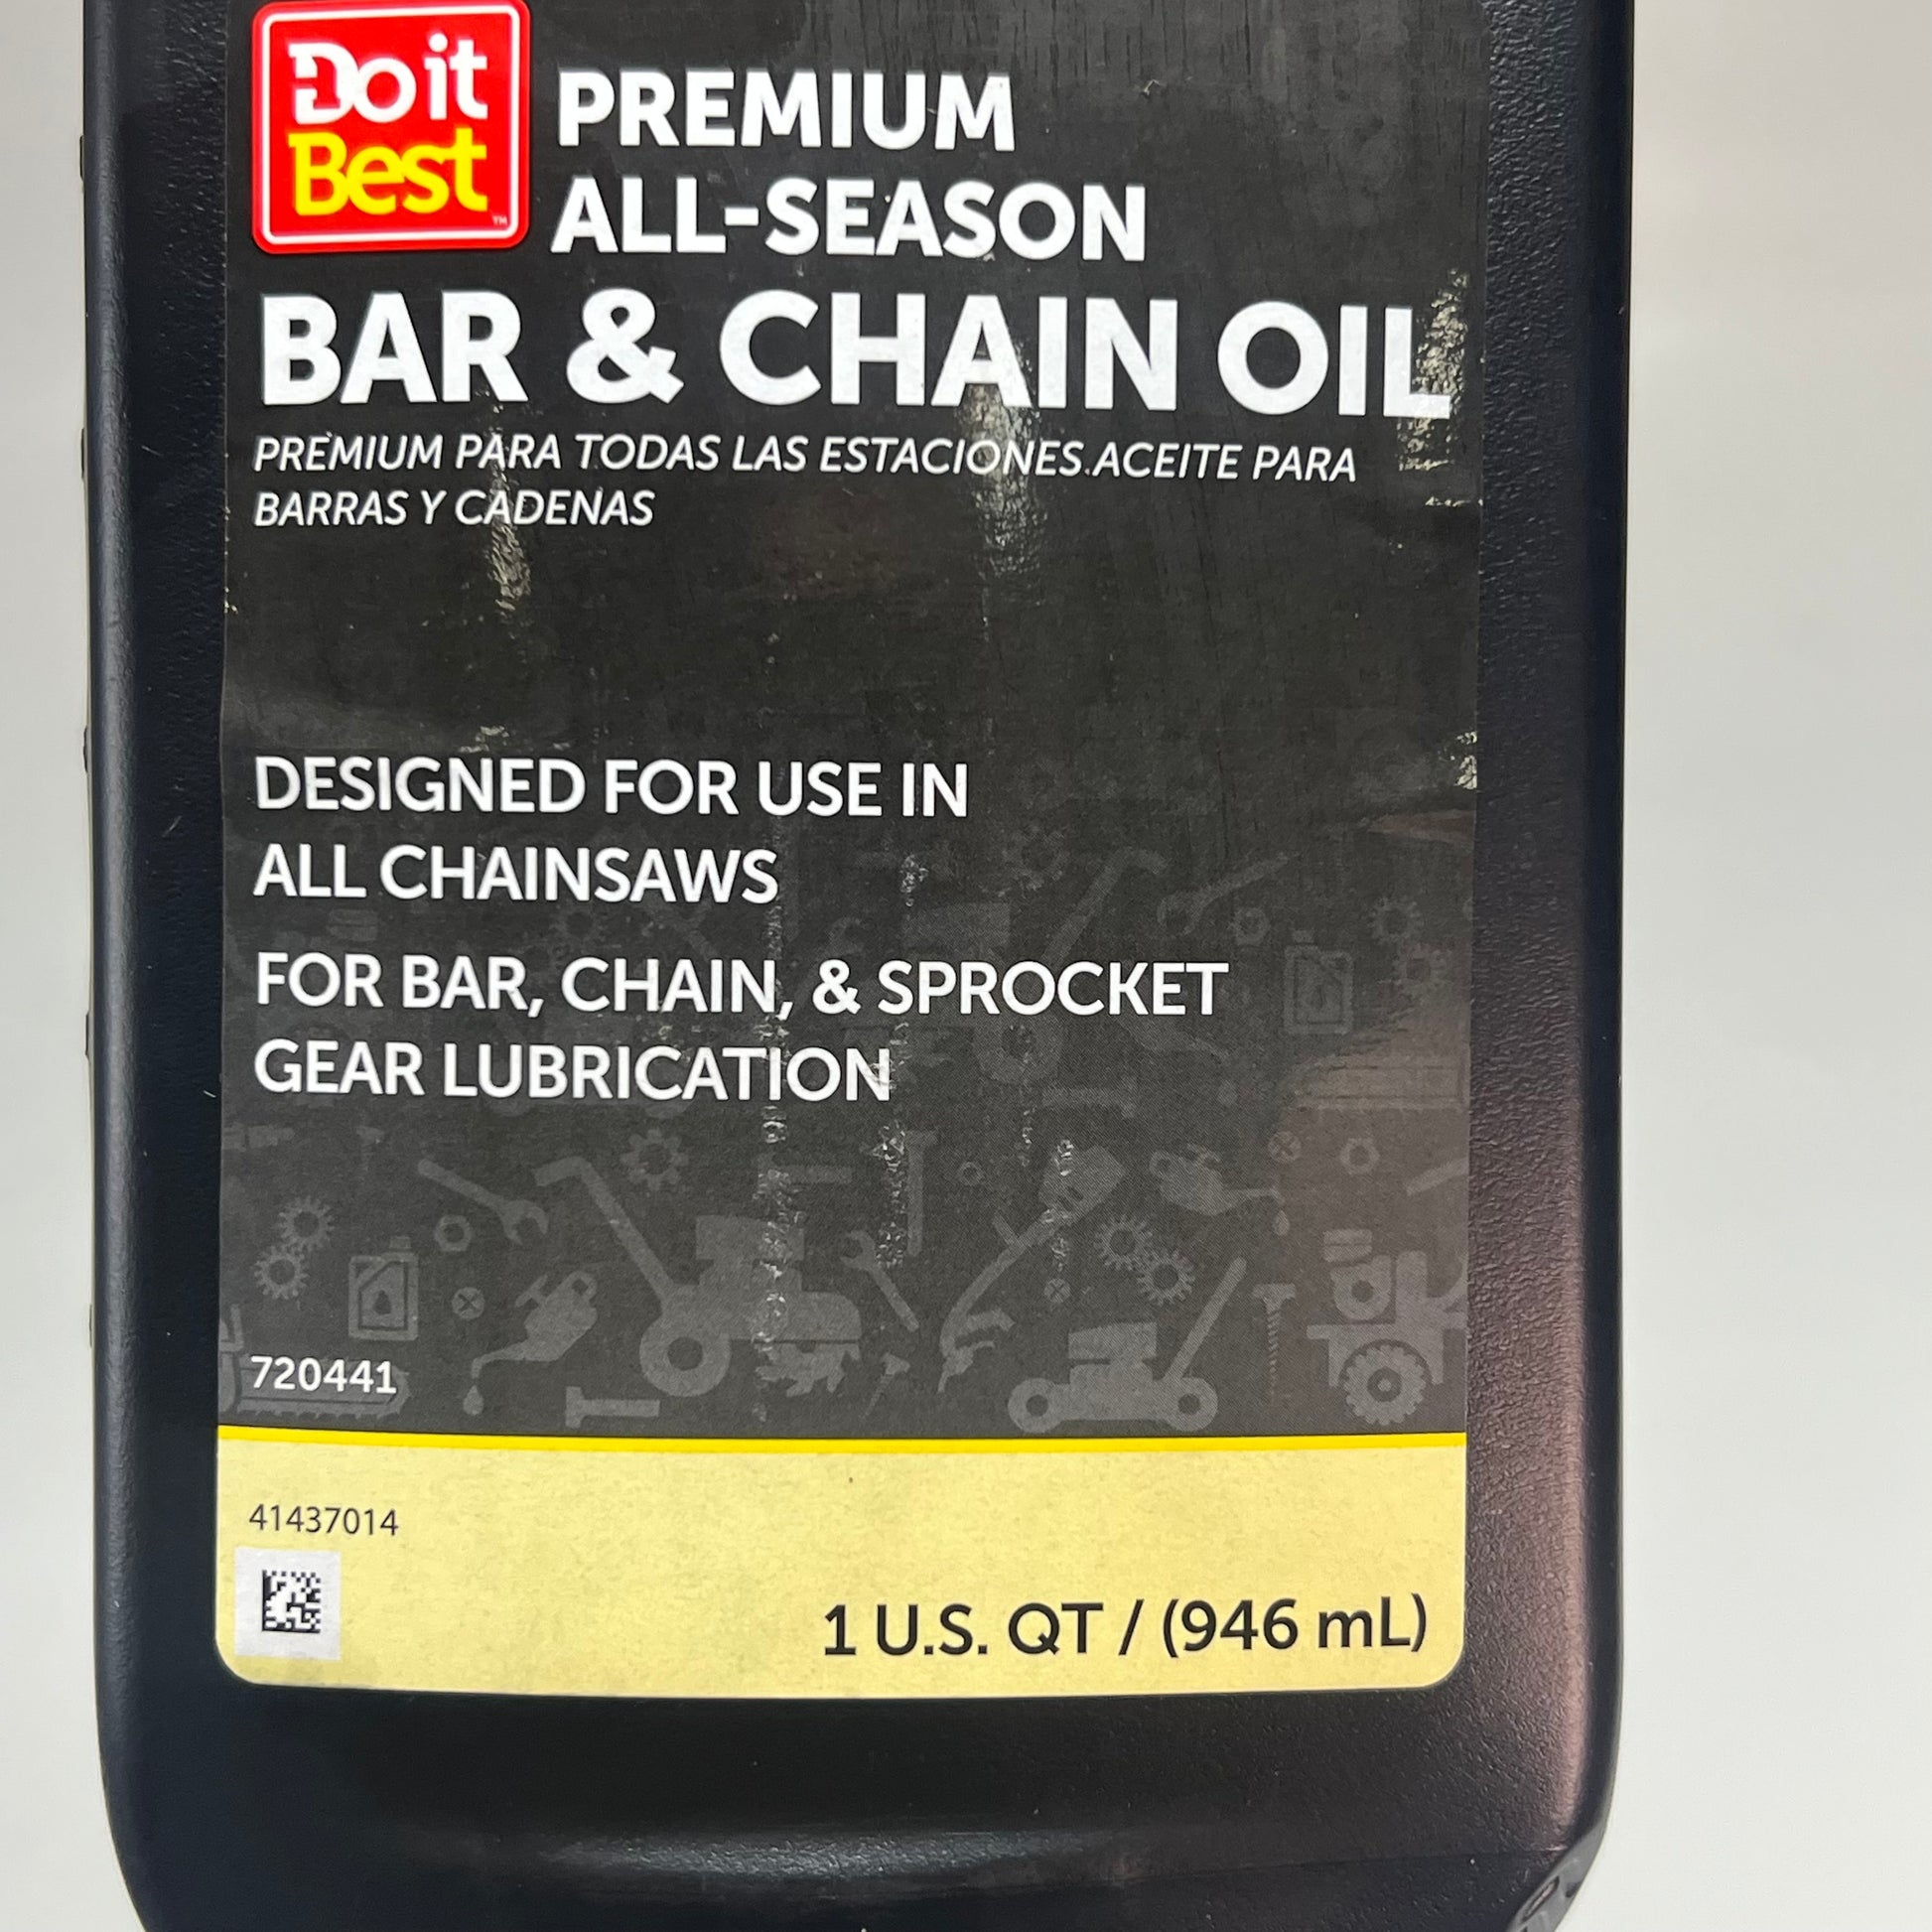 Do it
Best
™
PREMIUM
ALL-SEASON
BAR & CHAIN OIL
PREMIUM PARA TODAS LAS ESTACIONES.ACEITE PARA
BARRAS Y CADENAS
DESIGNED FOR USE IN
ALL CHAINSAWS
FOR BAR, CHAIN, & SPROCKET
GEAR LUBRICATION
720441
41437014
1 U.S. QT / (946 mL)